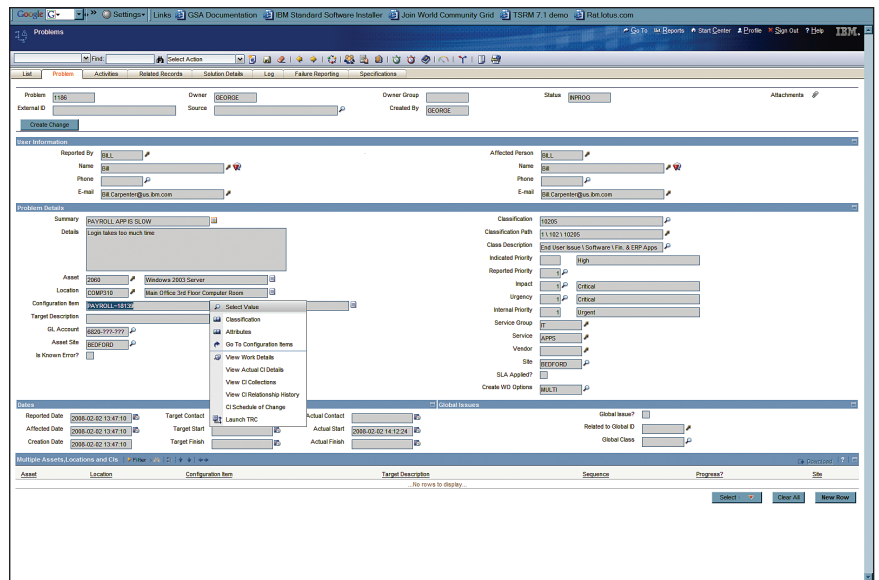 Google G Settings Links GSA Documentation IBM Standard Software Installer Join World Community Grid TSRM 7.1 demo Rat.lotus.com
Problems Go To Reports Start Center Profile Sign Out ? Help IBM.
Find: Select Action
List Problem Activities Related Records Solution Details Log Failure Reporting Specifications
Problem 1186 Owner GEORGE Owner Group Status INPROG Attachments
External ID Source Created By GEORGE
Create Change
User Information
Reported By BILL Affected Person BILL
Name Bill Name Bill
Phone Phone
E-mail Bill.Carpenter@us.ibm.com E-mail Bill.Carpenter@us.ibm.com
Problem Details
Summary PAYROLL APP IS SLOW Classification 10205
Details Login takes too much time Classification Path 1 \ 102 \ 10205
Class Description End User Issue \ Software \ Fin. & ERP Apps
Indicated Priority High
Reported Priority 1
Asset 2060 Windows 2003 Server Impact 1 Critical
Location COMP310 Main Office 3rd Floor Computer Room Urgency 1 Critical
Configuration Item PAYROLL~18139 Internal Priority 1 Urgent
Select Value
Target Description Classification Service Group IT
GL Account 6820-???-??? Attributes Service APPS
Asset Site BEDFORD Go To Configuration Items Vendor
Is Known Error? View Work Details Site BEDFORD
View Actual CI Details SLA Applied?
View CI Collections Create WO Options MULTI
View CI Relationship History
CI Schedule of Change
Launch TRC
Dates Global Issues
Reported Date 2008-02-02 13:47:10 Target Contact Actual Contact Global Issue?
Affected Date 2008-02-02 13:47:10 Target Start Actual Start 2008-02-02 14:12:24 Related to Global ID
Creation Date 2008-02-02 13:47:10 Target Finish Actual Finish Global Class
Multiple Assets,Locations and CIs Filter Download ?
Asset Location Configuration Item Target Description Sequence Progress? Site
...No rows to display...
Select Clear All New Row